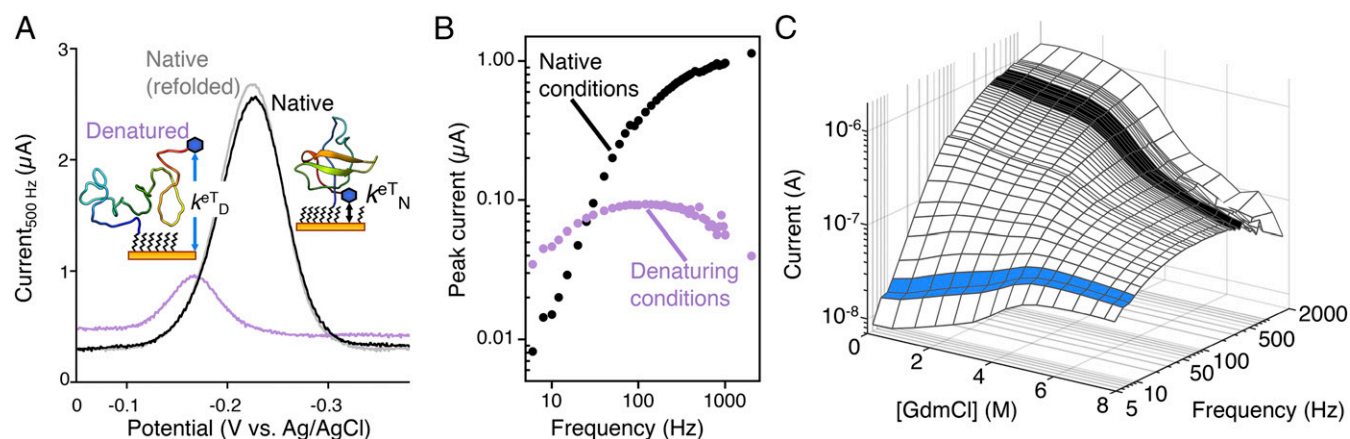 A
3
2
1
0
Current500 Hz (µA)
Native
(refolded)
Native
Denatured
keTD
keTN
0
-0.1
-0.2
-0.3
Potential (V vs. Ag/AgCl)
B
1.00
0.10
0.01
Peak current (µA)
Native
conditions
Denaturing
conditions
10
100
1000
Frequency (Hz)
C
10-6
10-7
10-8
Current (A)
0
2
4
6
8
[GdmCl] (M)
5
10
50
100
500
2000
Frequency (Hz)